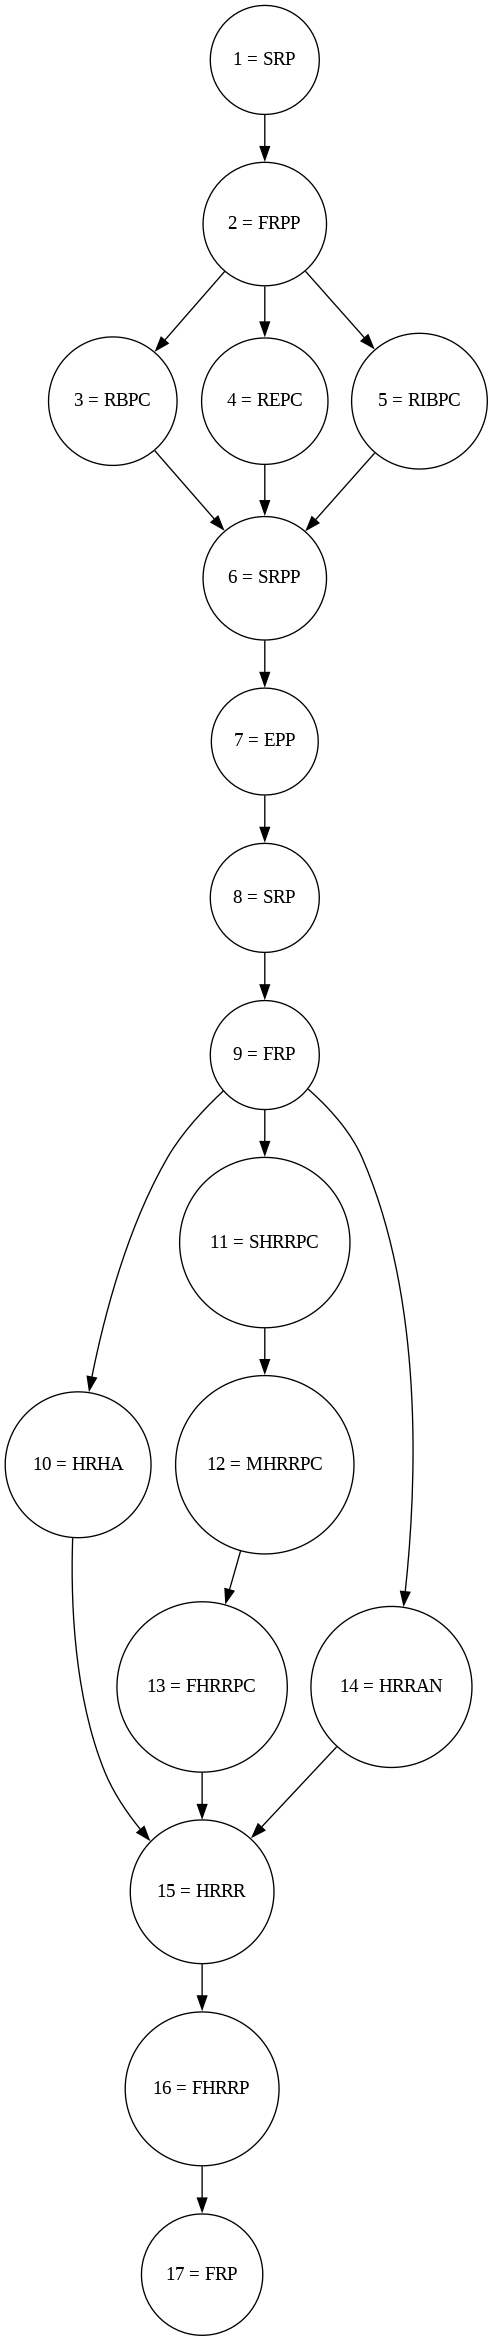 1 = SRP
2 = FRPP
3 = RBPC
4 = REPC
5 = RIBPC
6 = SRPP
7 = EPP
8 = SRP
9 = FRP
11 = SHRRPC
10 = HRHA
12 = MHRRPC
13 = FHRRPC
14 = HRRAN
15 = HRRR
16 = FHRRP
17 = FRP